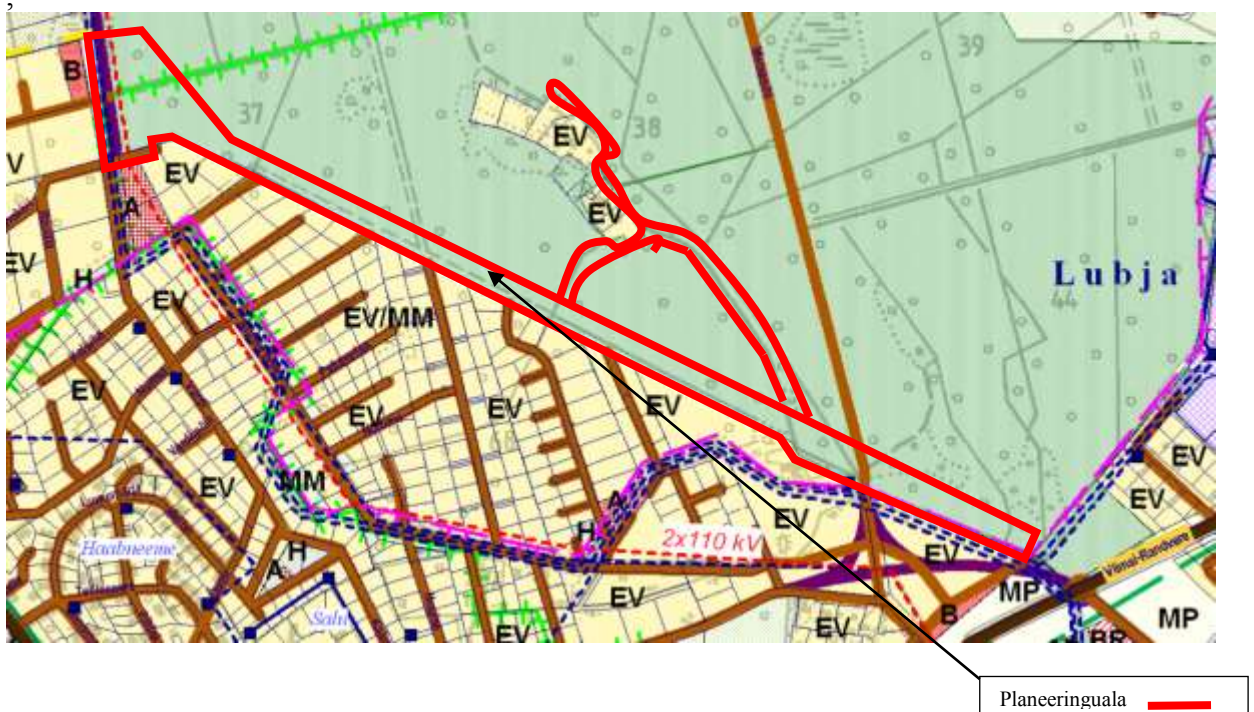 ,
39
B
37
38
V
EV
EV
EV
A
Lubja
44
EV
H
EV
EV/MM
EV
EV
EV
EV
EV
EV
MM
A
EV
H
2x110 kV
EV
Viimsi-Randvere
Haabneeme
H
A
MP
EV
B
MP
EV
EV
BR
Planeeringuala